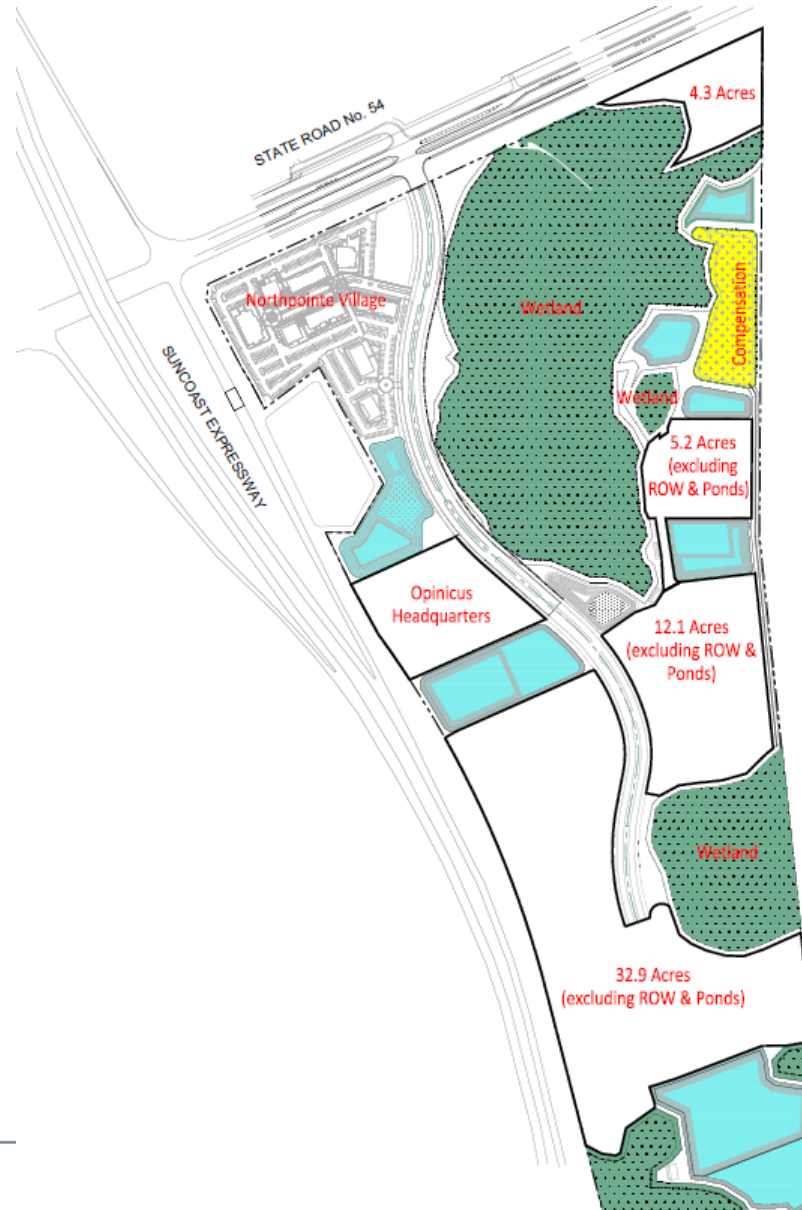 4.3 Acres
STATE ROAD No. 54
Compensation
Northpointe Village
Wetland
SUNCOAST EXPRESSWAY
Wetland
5.2 Acres
(excluding
ROW & Ponds)
Opinicus
Headquarters
12.1 Acres
(excluding ROW &
Ponds)
Wetland
32.9 Acres
(excluding ROW & Ponds)